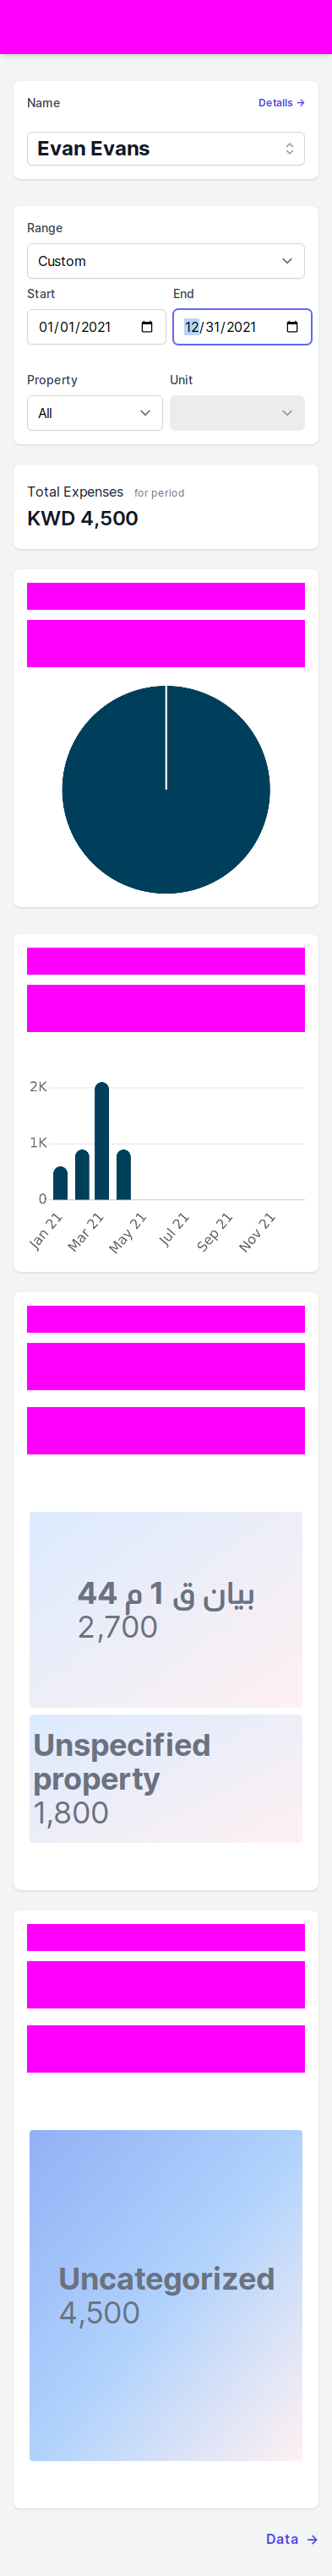 Name
Details →
Evan Evans
Range
Custom
Start
End
01/01/2021
12/31/2021
Property
Unit
All
Total Expenses for period
KWD 4,500
2K
1K
0
Jan 21
Mar 21
May 21
Jul 21
Sep 21
Nov 21
بيان ق 1 م 44
2,700
Unspecified
property
1,800
Uncategorized
4,500
Data →